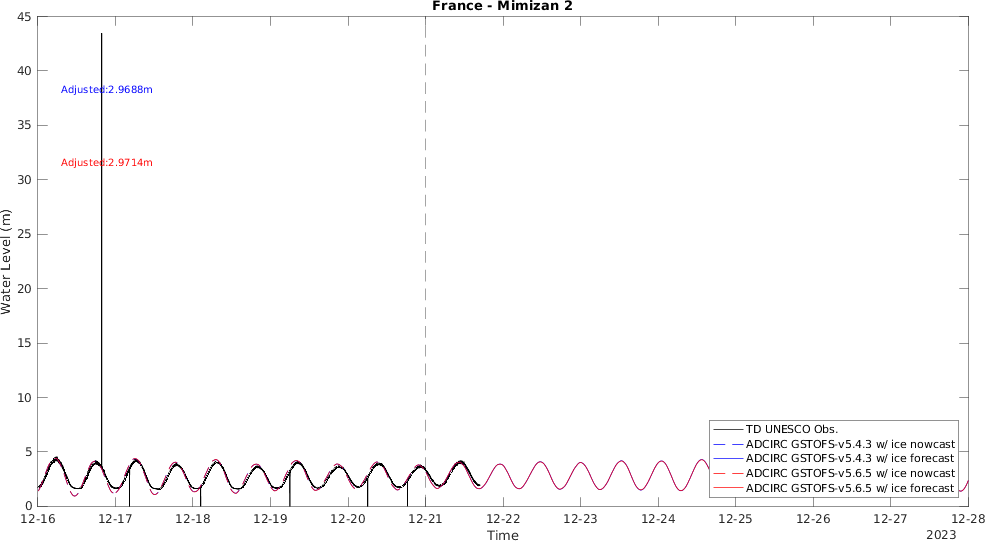 France - Mimizan 2
Water Level (m)
45
40
35
30
25
20
15
10
5
0
Adjusted:2.9688m
Adjusted:2.9714m
TD UNESCO Obs.
ADCIRC GSTOFS-v5.4.3 w/ ice nowcast
ADCIRC GSTOFS-v5.4.3 w/ ice forecast
ADCIRC GSTOFS-v5.6.5 w/ ice nowcast
ADCIRC GSTOFS-v5.6.5 w/ ice forecast
12-16 12-17 12-18 12-19 12-20 12-21 12-22 12-23 12-24 12-25 12-26 12-27 12-28
Time
2023